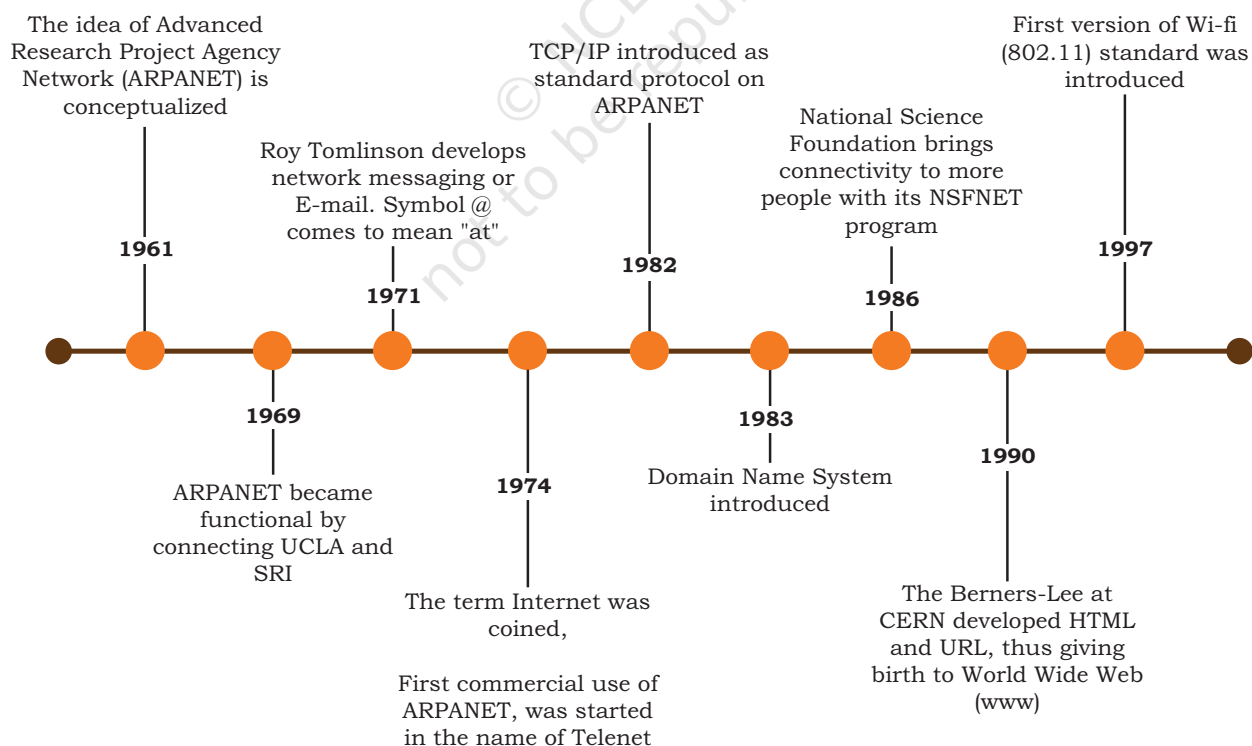 The idea of Advanced
Research Project Agency
Network (ARPANET) is
conceptualized
1961
ARPANET became
functional by
connecting UCLA and
SRI
1969
Roy Tomlinson develops
network messaging or
E-mail. Symbol @
comes to mean "at"
1971
The term Internet was
coined,
First commercial use of
ARPANET, was started
in the name of Telenet
1974
TCP/IP introduced as
standard protocol on
ARPANET
1982
Domain Name System
introduced
1983
National Science
Foundation brings
connectivity to more
people with its NSFNET
program
1986
The Berners-Lee at
CERN developed HTML
and URL, thus giving
birth to World Wide Web
(www)
1990
First version of Wi-fi
(802.11) standard was
introduced
1997
©
not to be